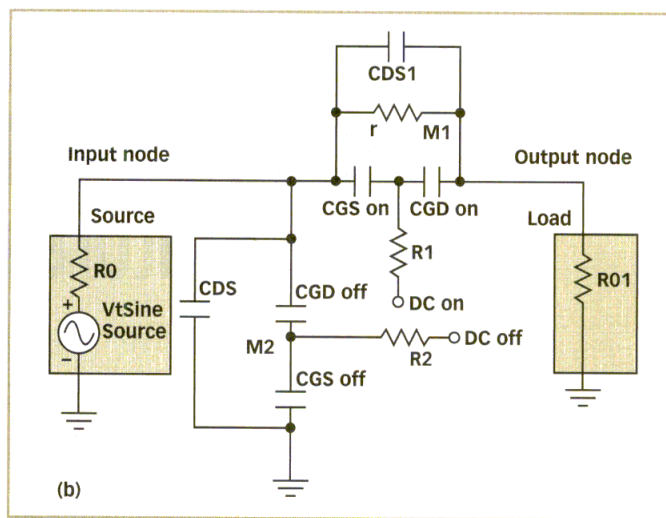 CDS1
r
M1
Input node
Output node
CGS on
CGD on
Source
Load
R0
CDS
R1
R01
+
VtSine
Source
CGD off
DC on
M2
DC off
R2
–
CGS off
(b)